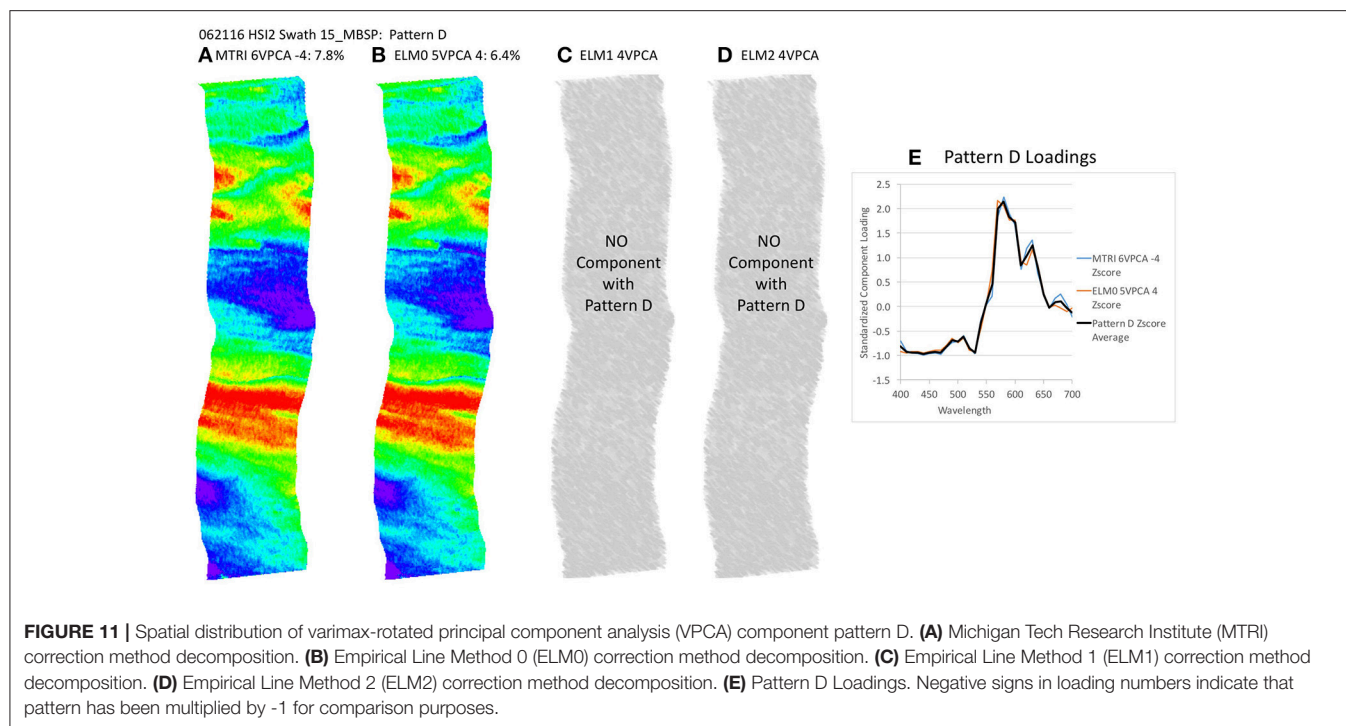 062116 HSI2 Swath 15_MBSP: Pattern D
A MTRI 6VPCA -4: 7.8%
B ELM0 5VPCA 4: 6.4%
C ELM1 4VPCA
D ELM2 4VPCA
NO
Component
with
Pattern D
NO
Component
with
Pattern D
E Pattern D Loadings
Standardized Component Loading
2.5
2.0
1.5
1.0
0.5
0.0
-0.5
-1.0
-1.5
400 450 500 550 600 650 700
Wavelength
MTRI 6VPCA -4
Zscore
ELM0 5VPCA 4
Zscore
Pattern D Zscore
Average
FIGURE 11 | Spatial distribution of varimax-rotated principal component analysis (VPCA) component pattern D. (A) Michigan Tech Research Institute (MTRI)
correction method decomposition. (B) Empirical Line Method 0 (ELM0) correction method decomposition. (C) Empirical Line Method 1 (ELM1) correction method
decomposition. (D) Empirical Line Method 2 (ELM2) correction method decomposition. (E) Pattern D Loadings. Negative signs in loading numbers indicate that
pattern has been multiplied by -1 for comparison purposes.